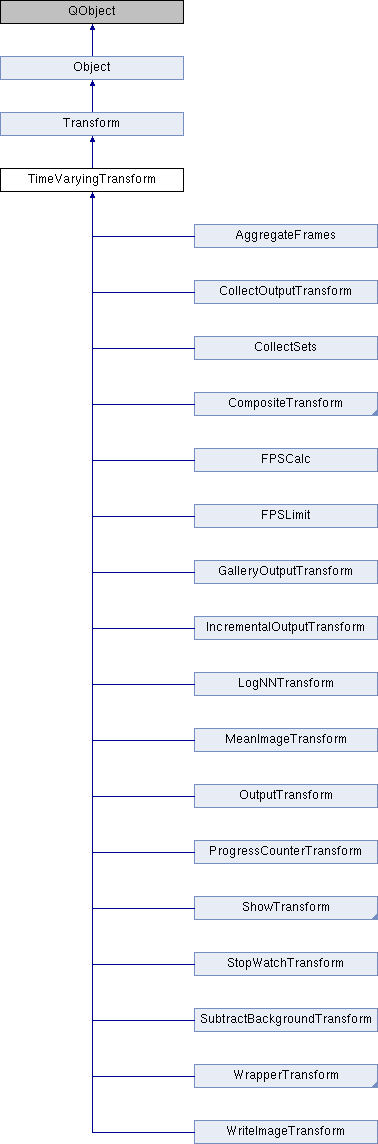 QObject
Object
Transform
TimeVaryingTransform
AggregateFrames
CollectOutputTransform
CollectSets
CompositeTransform
FPSCalc
FPSLimit
GalleryOutputTransform
IncrementalOutputTransform
LogNNTransform
MeanImageTransform
OutputTransform
ProgressCounterTransform
ShowTransform
StopWatchTransform
SubtractBackgroundTransform
WrapperTransform
WriteImageTransform